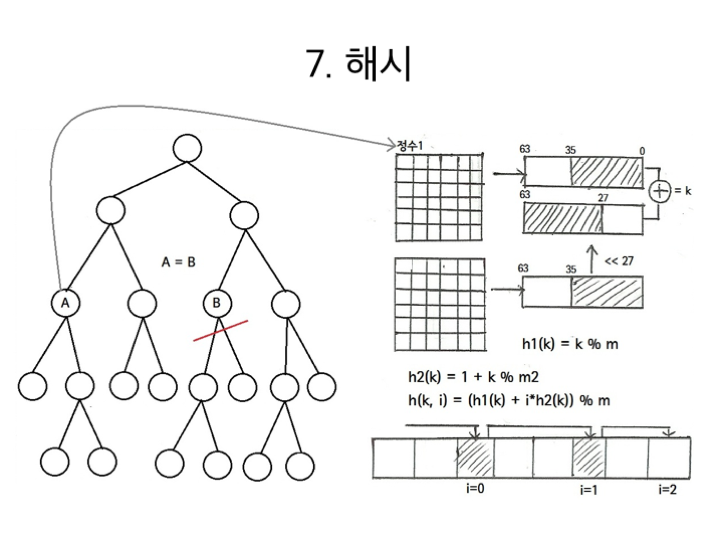 7. 해시
정수1
63 35 0
= k
63 27
A = B
A
B
<< 27
63 35
h1(k) = k % m
h2(k) = 1 + k % m2
h(k, i) = (h1(k) + i*h2(k)) % m
i=0 i=1 i=2